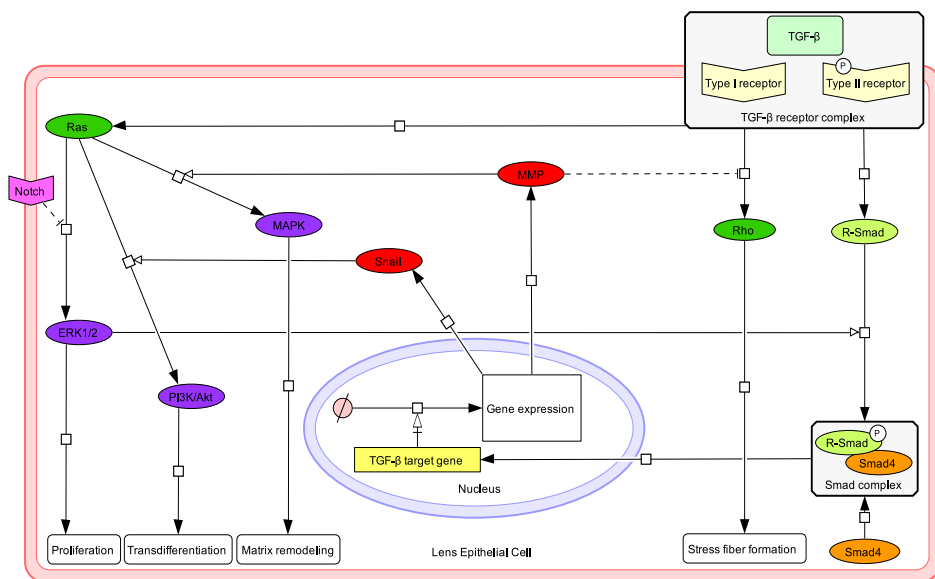 TGF-β
P
Type I receptor
Type II receptor
TGF-β receptor complex
Ras
Notch
MMP
MAPK
Rho
R-Smad
Snail
ERK1/2
PI3K/Akt
Gene expression
TGF-β target gene
Nucleus
P
R-Smad
Smad4
Smad complex
Proliferation
Transdifferentiation
Matrix remodeling
Lens Epithelial Cell
Stress fiber formation
Smad4